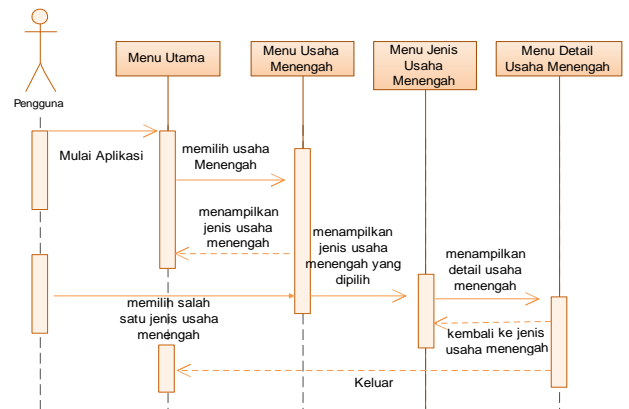 Menu Utama
Menu Usaha
Menengah
Menu Jenis
Usaha
Menengah
Menu Detail
Usaha Menengah
Pengguna
Mulai Aplikasi
memilih usaha
Menengah
menampilkan
jenis usaha
menengah
menampilkan
jenis usaha
menengah yang
dipilih
menampilkan
detail usaha
menengah
memilih salah
satu jenis usaha
menengah
kembali ke jenis
usaha menengah
Keluar